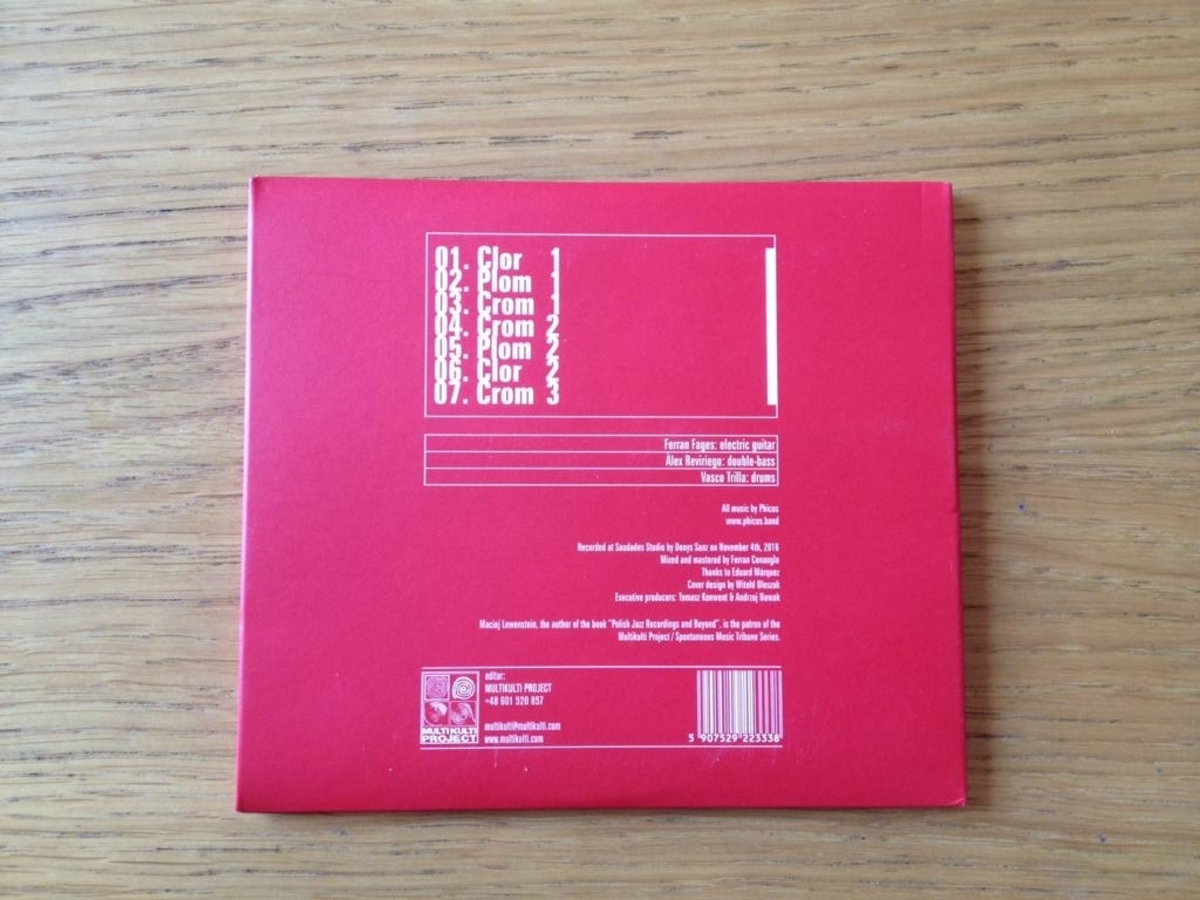 01. Clor 1
02. Plom 1
03. Crom 1
04. Crom 2
05. Plom 2
06. Clor 2
07. Crom 3
Ferran Fages: electric guitar
Àlex Reviriego: double-bass
Vasco Trilla: drums
All music by Phicus
www.phicus.band
Recorded at Saudades Studio by Denys Sanz on November 4th, 2016
Mixed and mastered by Ferran Conangla
Thanks to Eduard Márquez
Cover design by Witold Oleszak
Executive producers: Tomasz Konwent & Andrzej Nowak
Maciej Lewenstein, the author of the book "Polish Jazz Recordings and Beyond", is the patron of the
Multikulti Project / Spontaneous Music Tribune Series.
MULTI KULTI
PROJECT
editor:
MULTIKULTI PROJECT
+48 601 520 857
multikulti@multikulti.com
www.multikulti.com
5 907529 223338